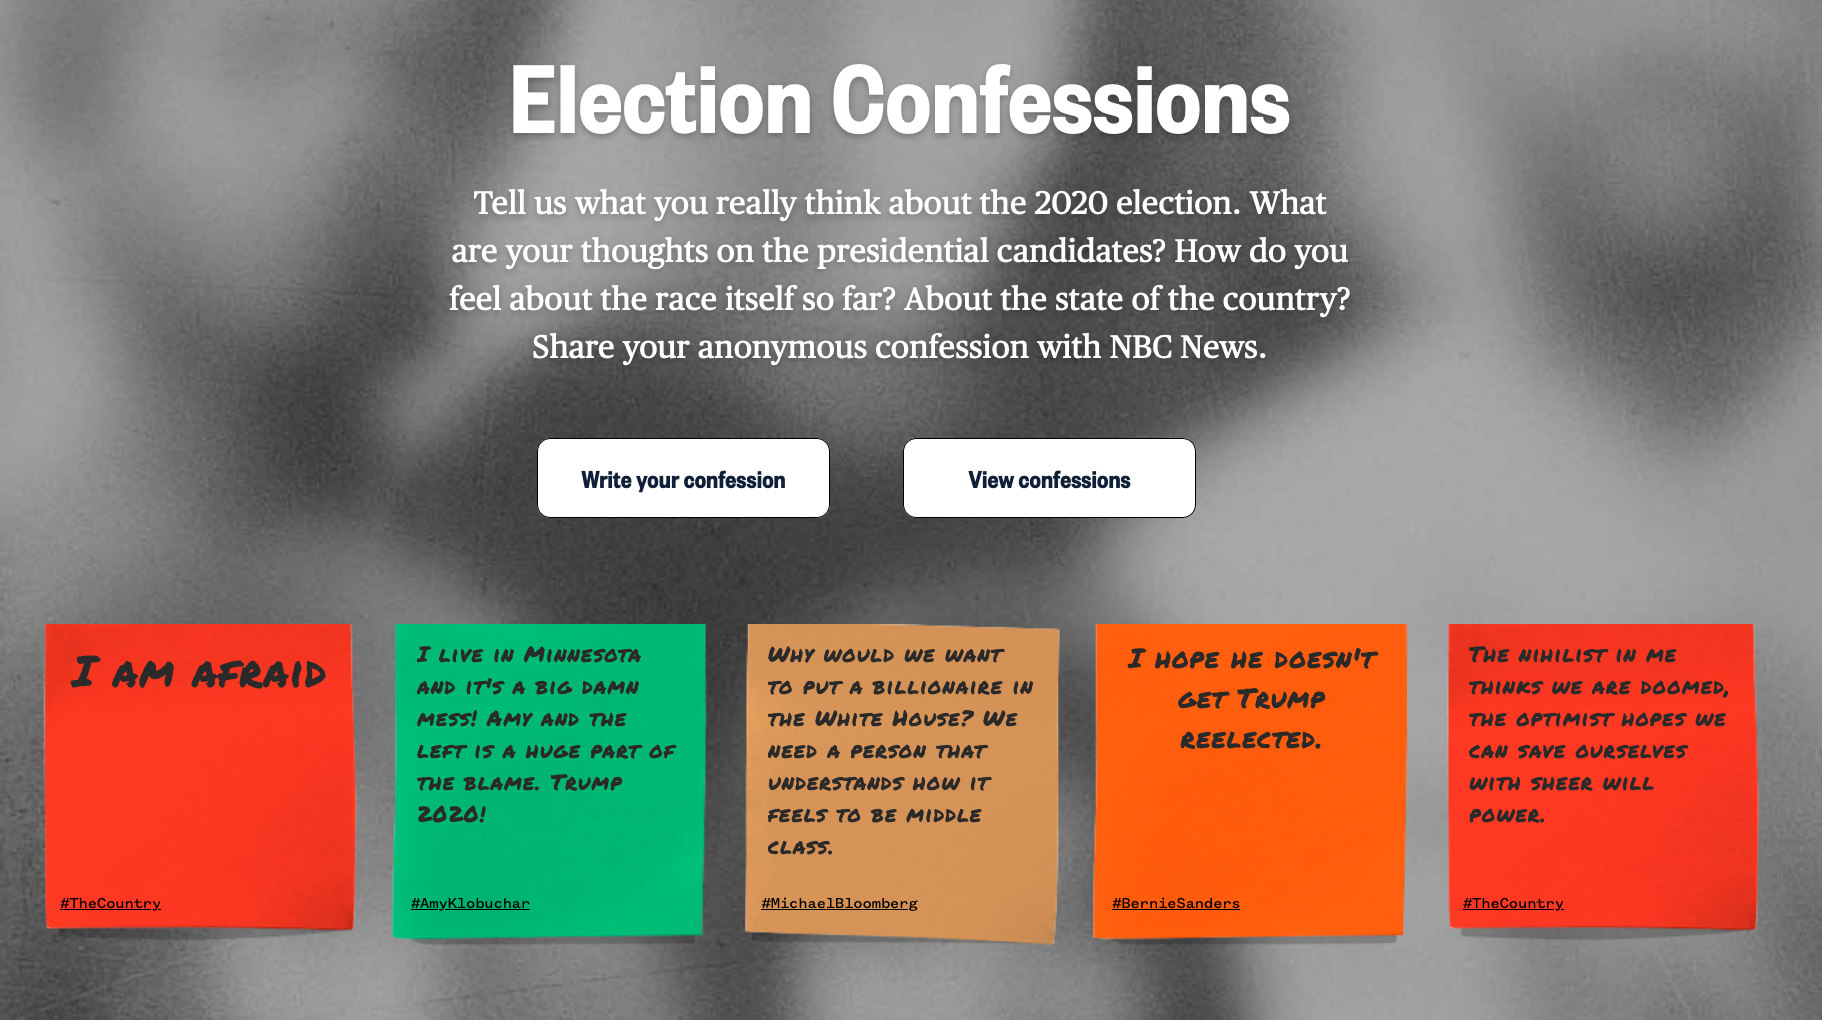 Election Confessions
Tell us what you really think about the 2020 election. What
are your thoughts on the presidential candidates? How do you
feel about the race itself so far? About the state of the country?
Share your anonymous confession with NBC News.
Write your confession
View confessions
I AM AFRAID
#TheCountry
I LIVE IN MINNESOTA
AND IT'S A BIG DAMN
MESS! AMY AND THE
LEFT IS A HUGE PART OF
THE BLAME. TRUMP
2020!
#AmyKlobuchar
WHY WOULD WE WANT
TO PUT A BILLIONAIRE IN
THE WHITE HOUSE? WE
NEED A PERSON THAT
UNDERSTANDS HOW IT
FEELS TO BE MIDDLE
CLASS.
#MichaelBloomberg
I HOPE HE DOESN'T
GET TRUMP
REELECTED.
#BernieSanders
THE NIHILIST IN ME
THINKS WE ARE DOOMED,
THE OPTIMIST HOPES WE
CAN SAVE OURSELVES
WITH SHEER WILL
POWER.
#TheCountry